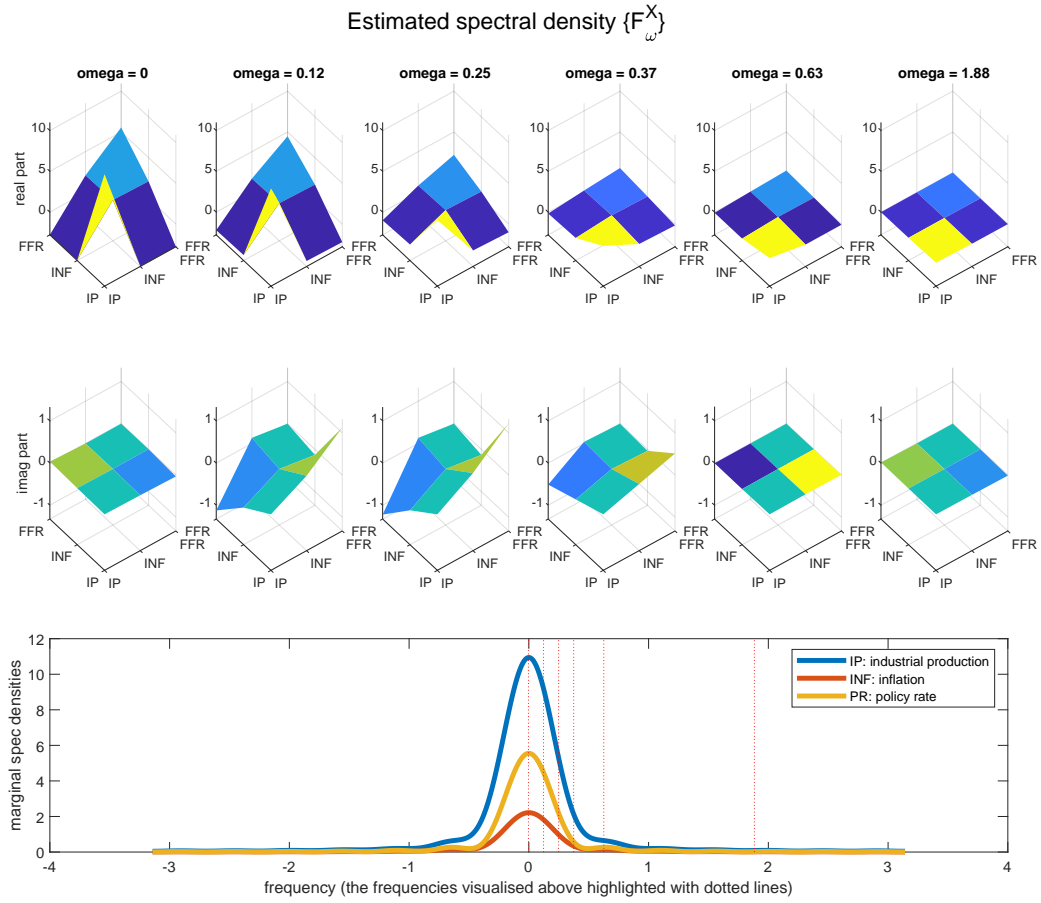 Estimated spectral density {F_ω^X}
omega = 0
omega = 0.12
omega = 0.25
omega = 0.37
omega = 0.63
omega = 1.88
real part
10
5
0
FFR
INF
IP
IP
INF
FFR
FFR
INF
IP
IP
INF
FFR
FFR
INF
IP
IP
INF
FFR
FFR
INF
IP
IP
INF
FFR
FFR
INF
IP
IP
INF
FFR
FFR
INF
IP
IP
INF
FFR
10
5
0
10
5
0
10
5
0
10
5
0
10
5
0
imag part
1
0
-1
FFR
INF
IP
IP
INF
FFR
1
0
-1
FFR
INF
IP
IP
INF
FFR
1
0
-1
FFR
INF
IP
IP
INF
FFR
1
0
-1
FFR
INF
IP
IP
INF
FFR
1
0
-1
FFR
INF
IP
IP
INF
FFR
1
0
-1
FFR
INF
IP
IP
INF
FFR
marginal spec densities
12
10
8
6
4
2
0
IP: industrial production
INF: inflation
PR: policy rate
-4
-3
-2
-1
0
1
2
3
4
frequency (the frequencies visualised above highlighted with dotted lines)